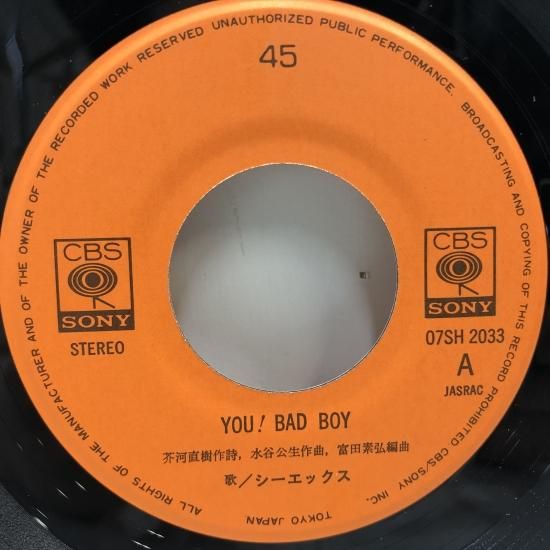 ALL RIGHTS OF THE MANUFACTURER AND OF THE OWNER OF THE RECORDED WORK RESERVED UNAUTHORIZED PUBLIC PERFORMANCE, BROADCASTING AND COPYING OF THIS RECORD PROHIBITED CBS/SONY INC. TOKYO JAPAN
45
CBS
SONY
STEREO
CBS
SONY
07SH 2033
A
JASRAC
YOU! BAD BOY
芥河直樹作詩, 水谷公生作曲, 富田素弘編曲
歌/シーエックス